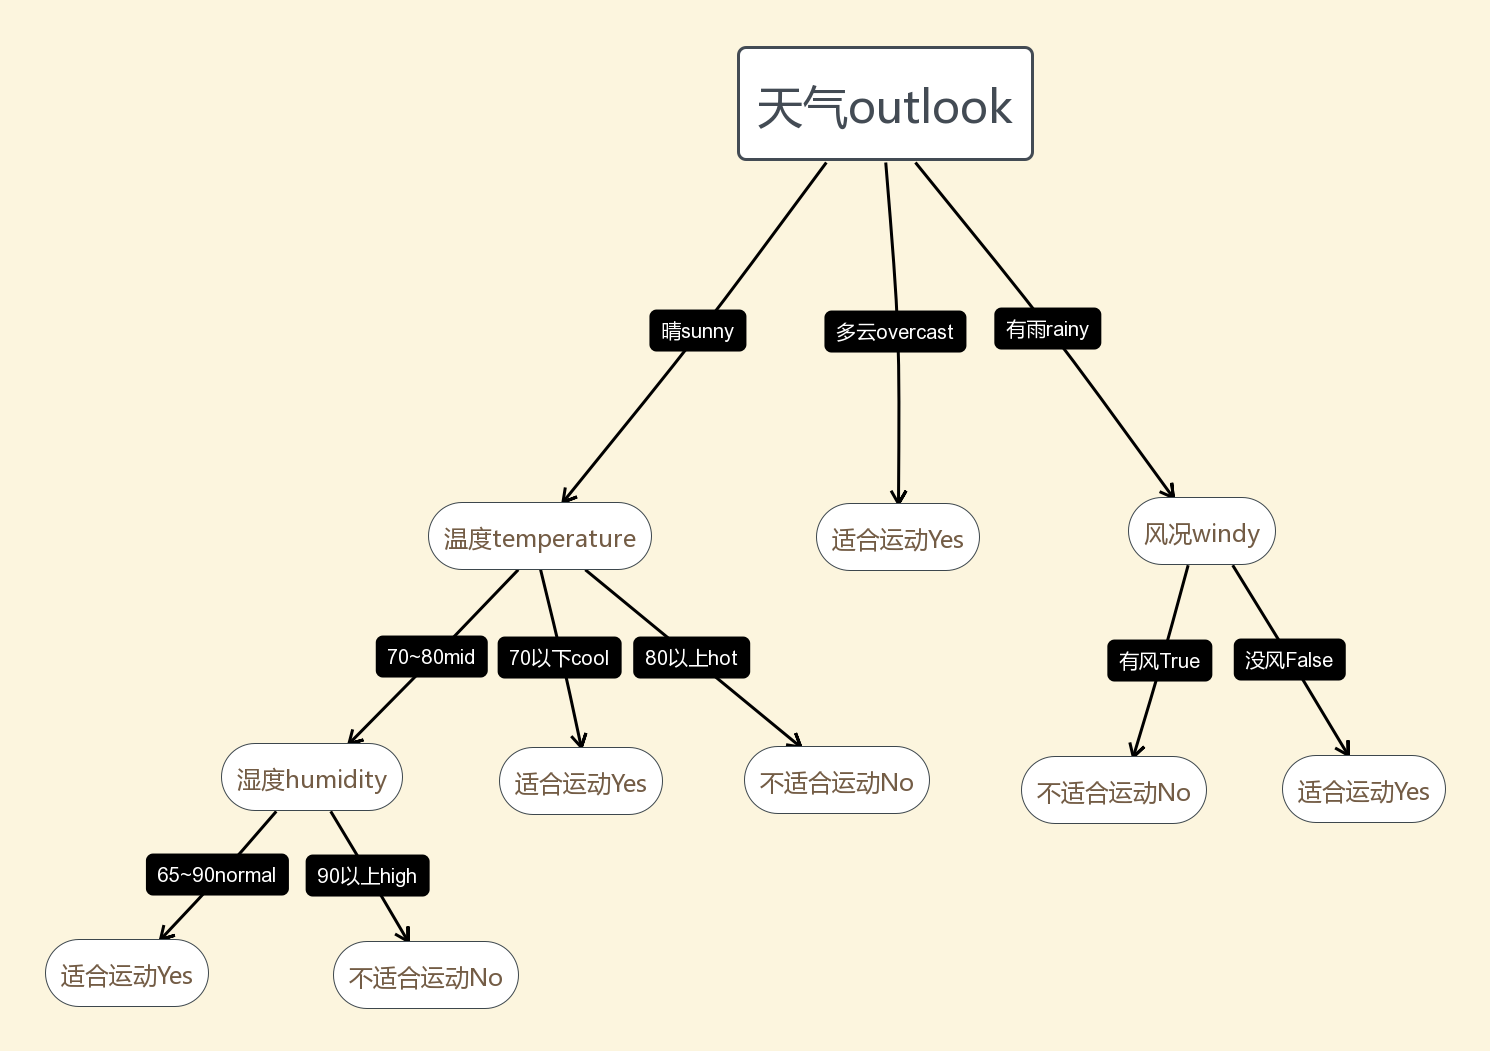 天气outlook
晴sunny
多云overcast
有雨rainy
温度temperature
适合运动Yes
风况windy
70~80mid
70以下cool
80以上hot
有风True
没风False
湿度humidity
适合运动Yes
不适合运动No
不适合运动No
适合运动Yes
65~90normal
90以上high
适合运动Yes
不适合运动No